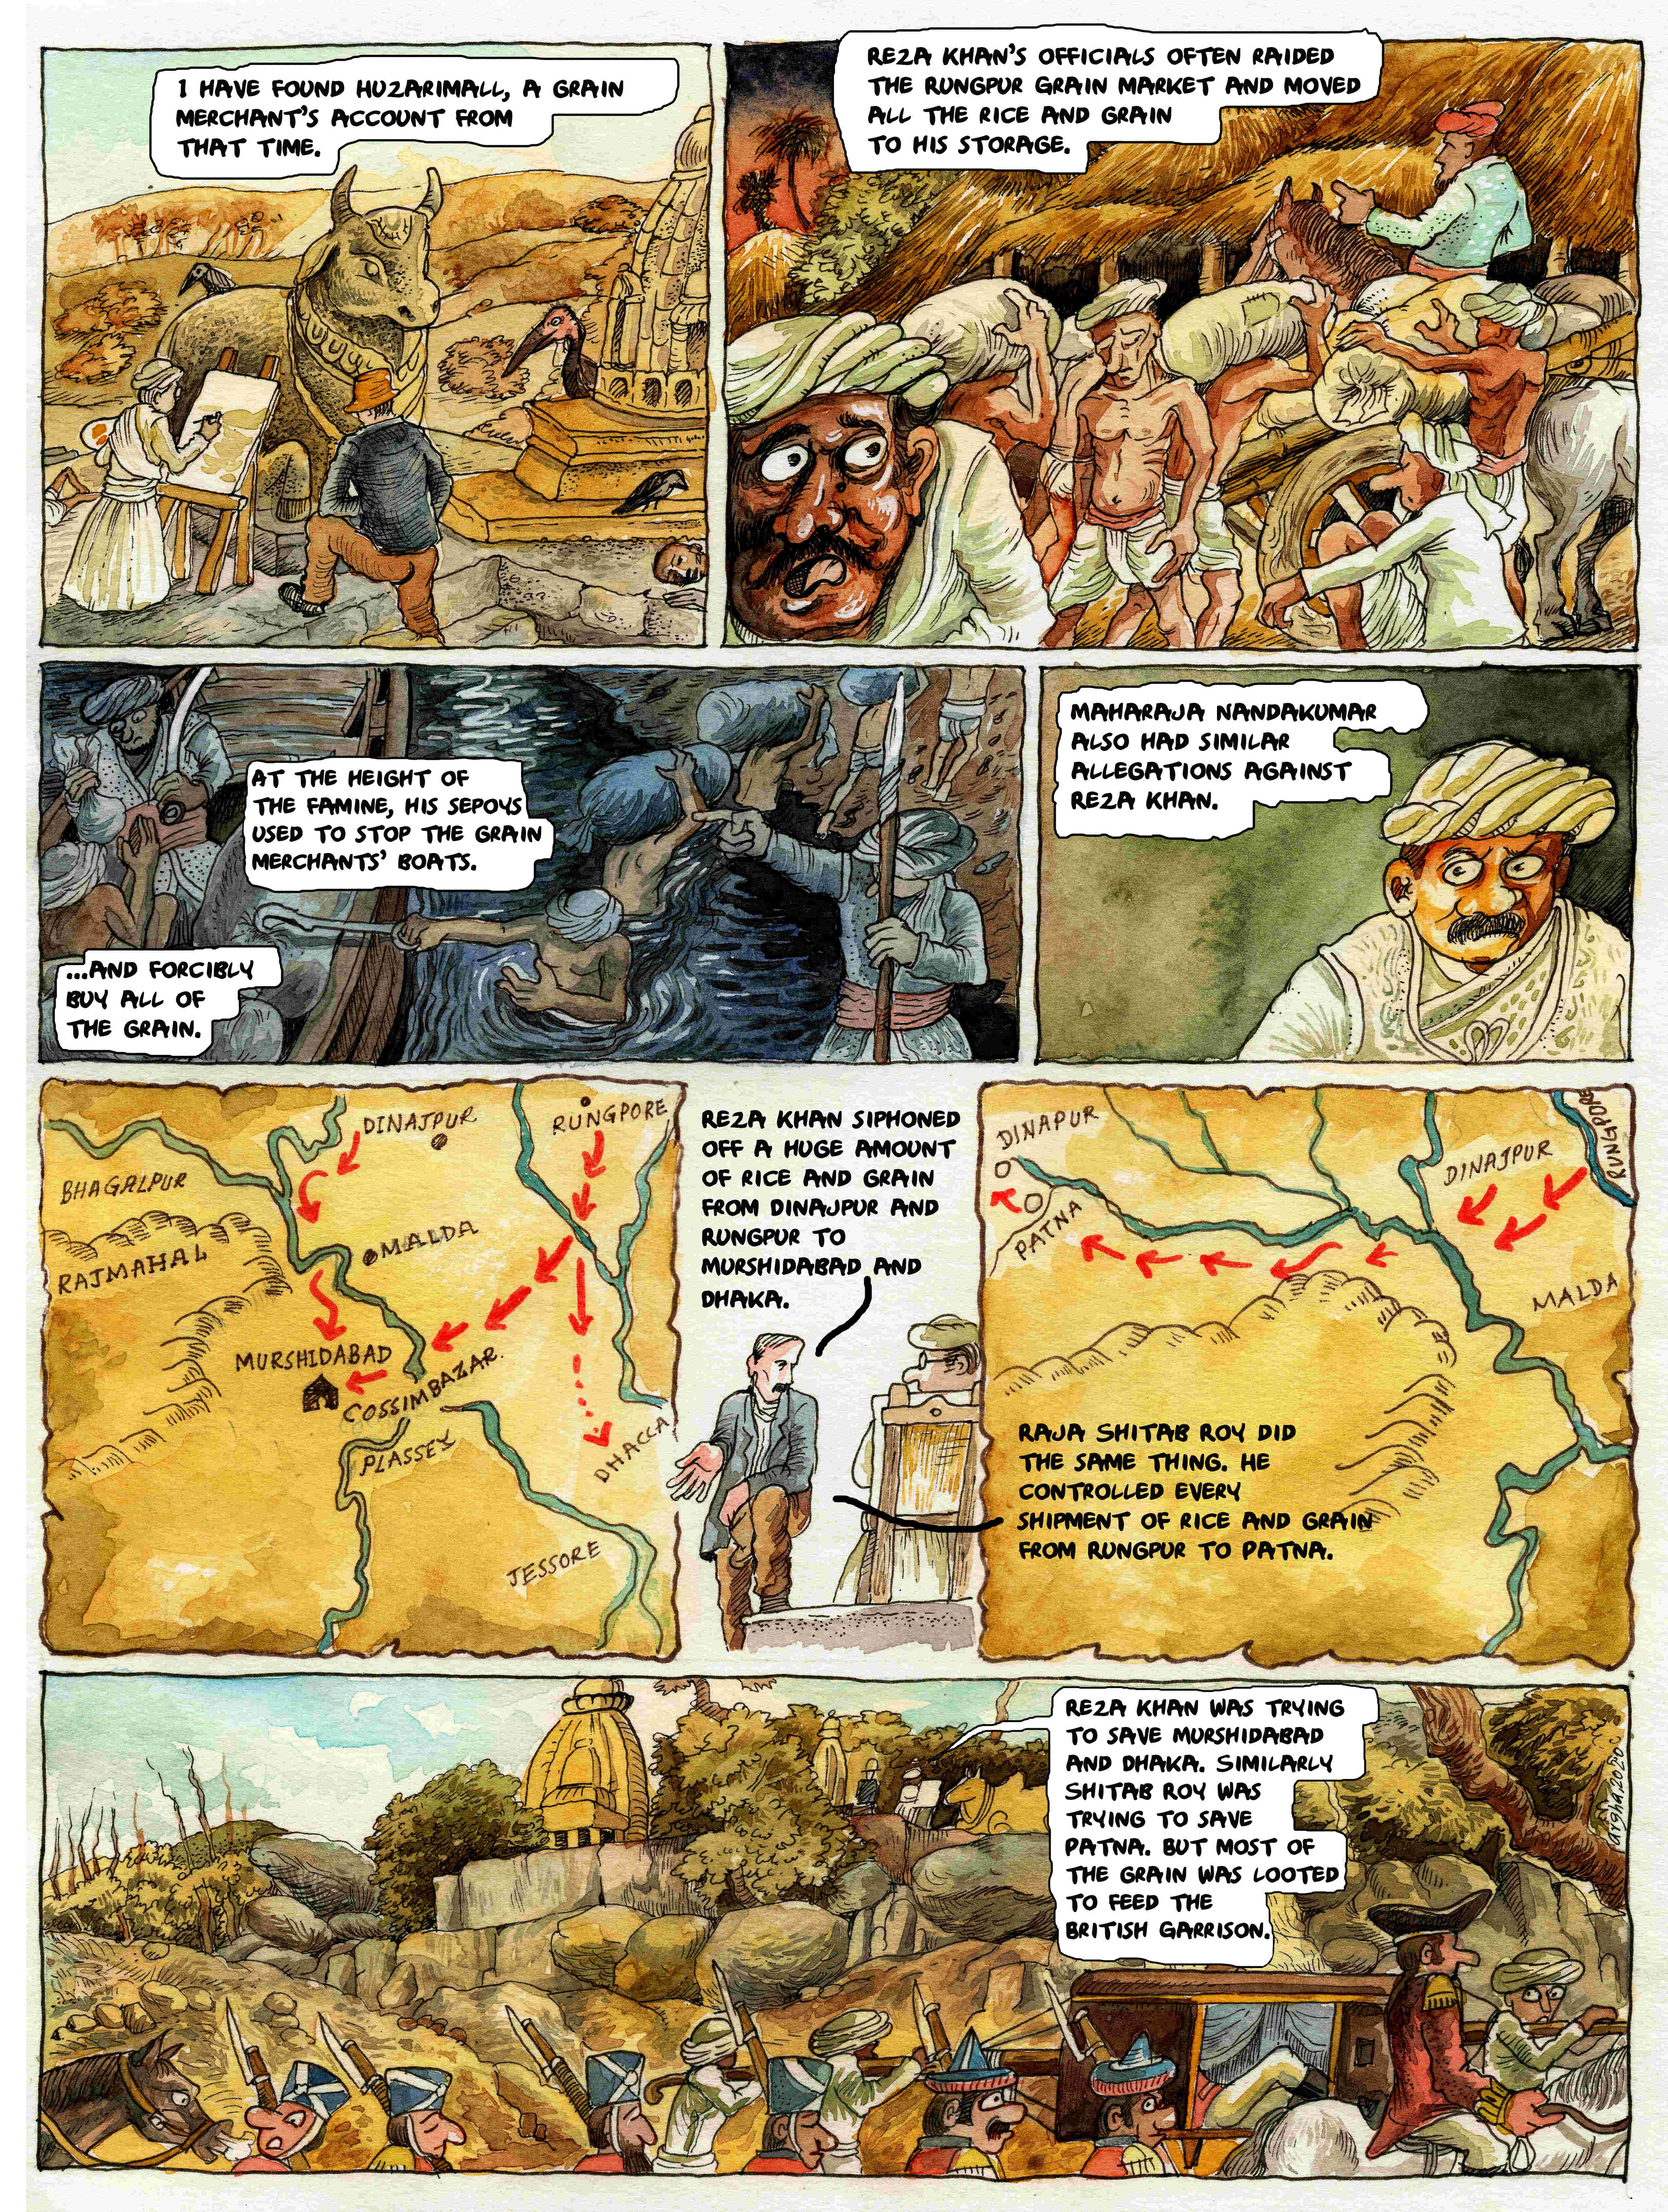 I HAVE FOUND HUZARIMALL, A GRAIN
MERCHANT'S ACCOUNT FROM
THAT TIME.
REZA KHAN'S OFFICIALS OFTEN RAIDED
THE RUNGPUR GRAIN MARKET AND MOVED
ALL THE RICE AND GRAIN
TO HIS STORAGE.
AT THE HEIGHT OF
THE FAMINE, HIS SEPOYS
USED TO STOP THE GRAIN
MERCHANTS' BOATS.
...AND FORCIBLY
BUY ALL OF
THE GRAIN.
MAHARAJA NANDAKUMAR
ALSO HAD SIMILAR
ALLEGATIONS AGAINST
REZA KHAN.
DINAJPUR
RUNGPORE
BHAGALPUR
MALDA
RAJMAHAL
MURSHIDABAD
COSSIMBAZAR.
PLASSEY
DHACCA
JESSORE
REZA KHAN SIPHONED
OFF A HUGE AMOUNT
OF RICE AND GRAIN
FROM DINAJPUR AND
RUNGPUR TO
MURSHIDABAD AND
DHAKA.
DINAPUR
RUNGPORE
DINAJPUR
PATNA
MALDA
RAJA SHITAB ROY DID
THE SAME THING. HE
CONTROLLED EVERY
SHIPMENT OF RICE AND GRAIN
FROM RUNGPUR TO PATNA.
REZA KHAN WAS TRYING
TO SAVE MURSHIDABAD
AND DHAKA. SIMILARLY
SHITAB ROY WAS
TRYING TO SAVE
PATNA. BUT MOST OF
THE GRAIN WAS LOOTED
TO FEED THE
BRITISH GARRISON.
argha2020